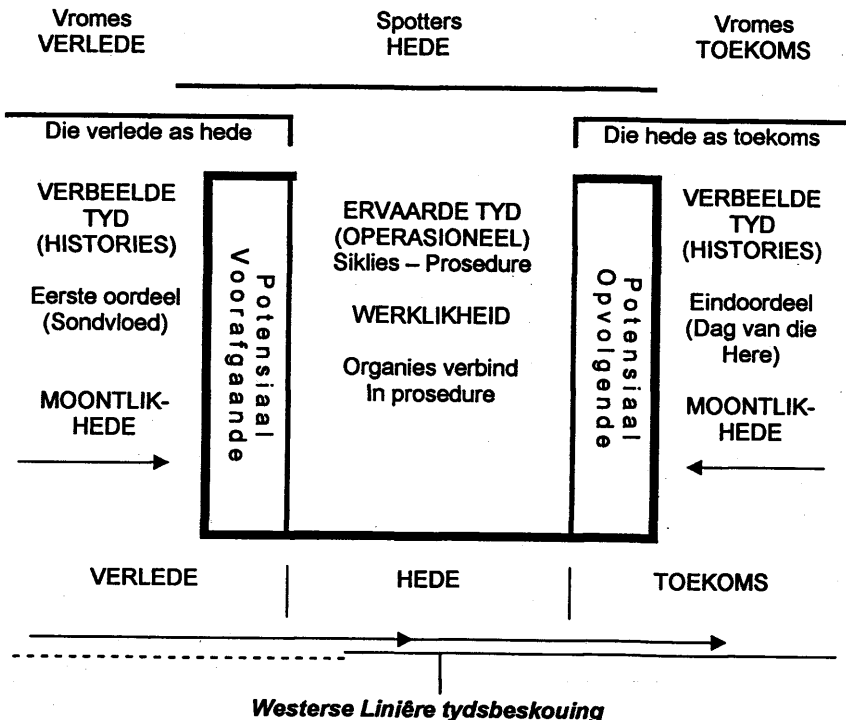 Vromes
VERLEDE
Spotters
HEDE
Vromes
TOEKOMS
Die verlede as hede
Die hede as toekoms
VERBEELDE
TYD
(HISTORIES)
Eerste oordeel
(Sondvloed)
MOONTLIK-
HEDE
Potensiaal
Voorafgaande
ERVAARDE TYD
(OPERASIONEEL)
Siklies – Prosedure
WERKLIKHEID
Organies verbind
In prosedure
Potensiaal
Opvolgende
VERBEELDE
TYD
(HISTORIES)
Eindoordeel
(Dag van die
Here)
MOONTLIK-
HEDE
VERLEDE
HEDE
TOEKOMS
Westerse Liniêre tydsbeskouing